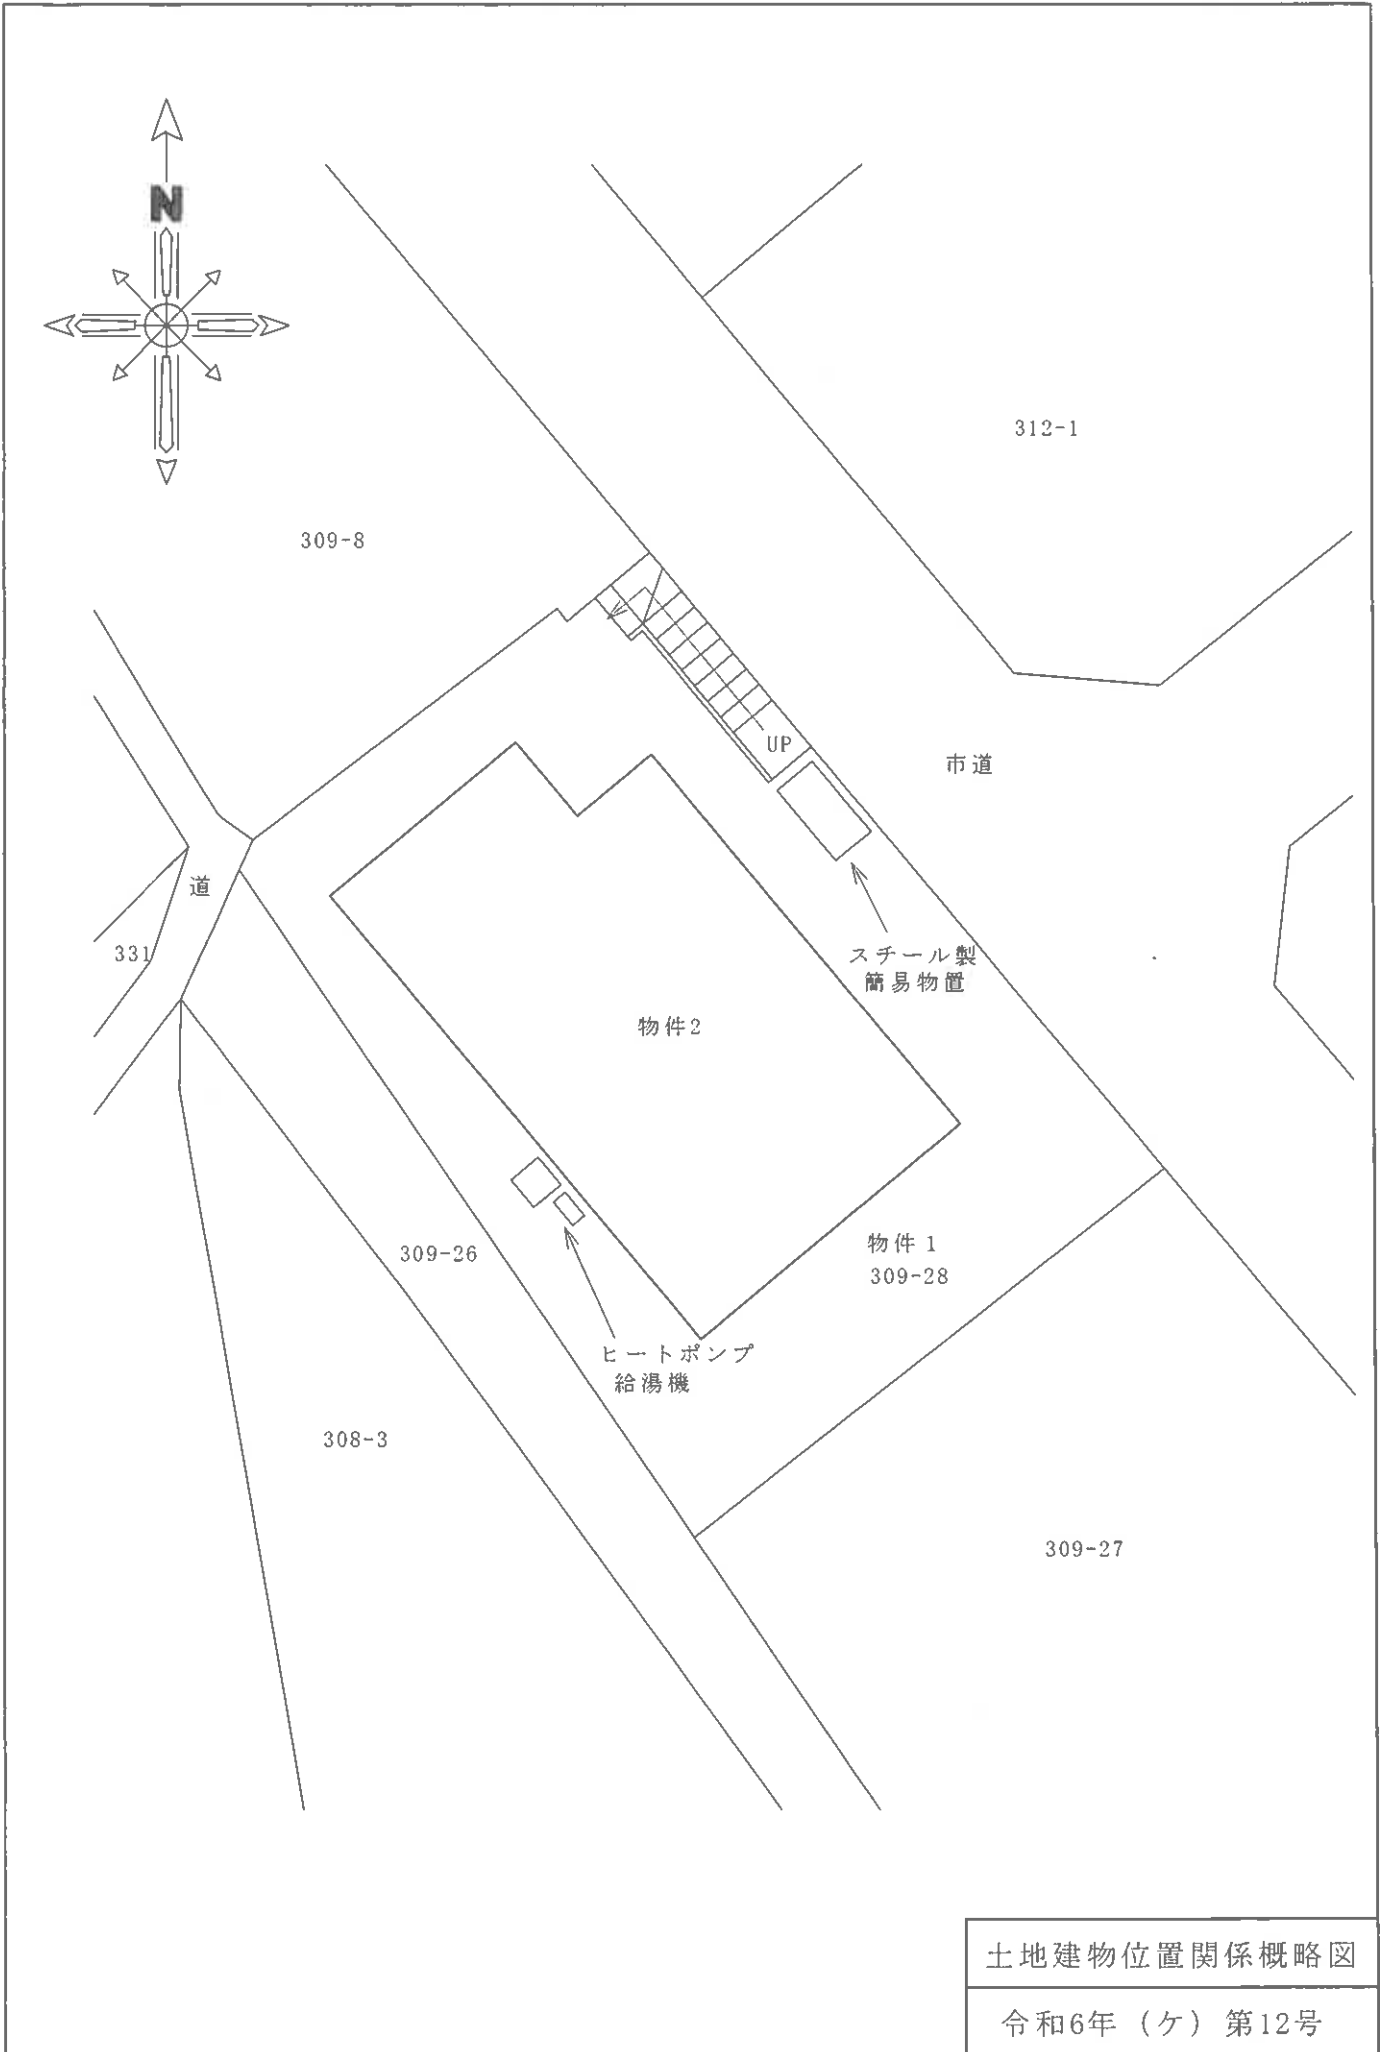 N
312-1
309-8
UP
市道
道
331
スチール製
簡易物置
物件2
物件1
309-28
309-26
ヒートポンプ
給湯機
308-3
309-27
土地建物位置関係概略図
令和6年（ケ）第12号